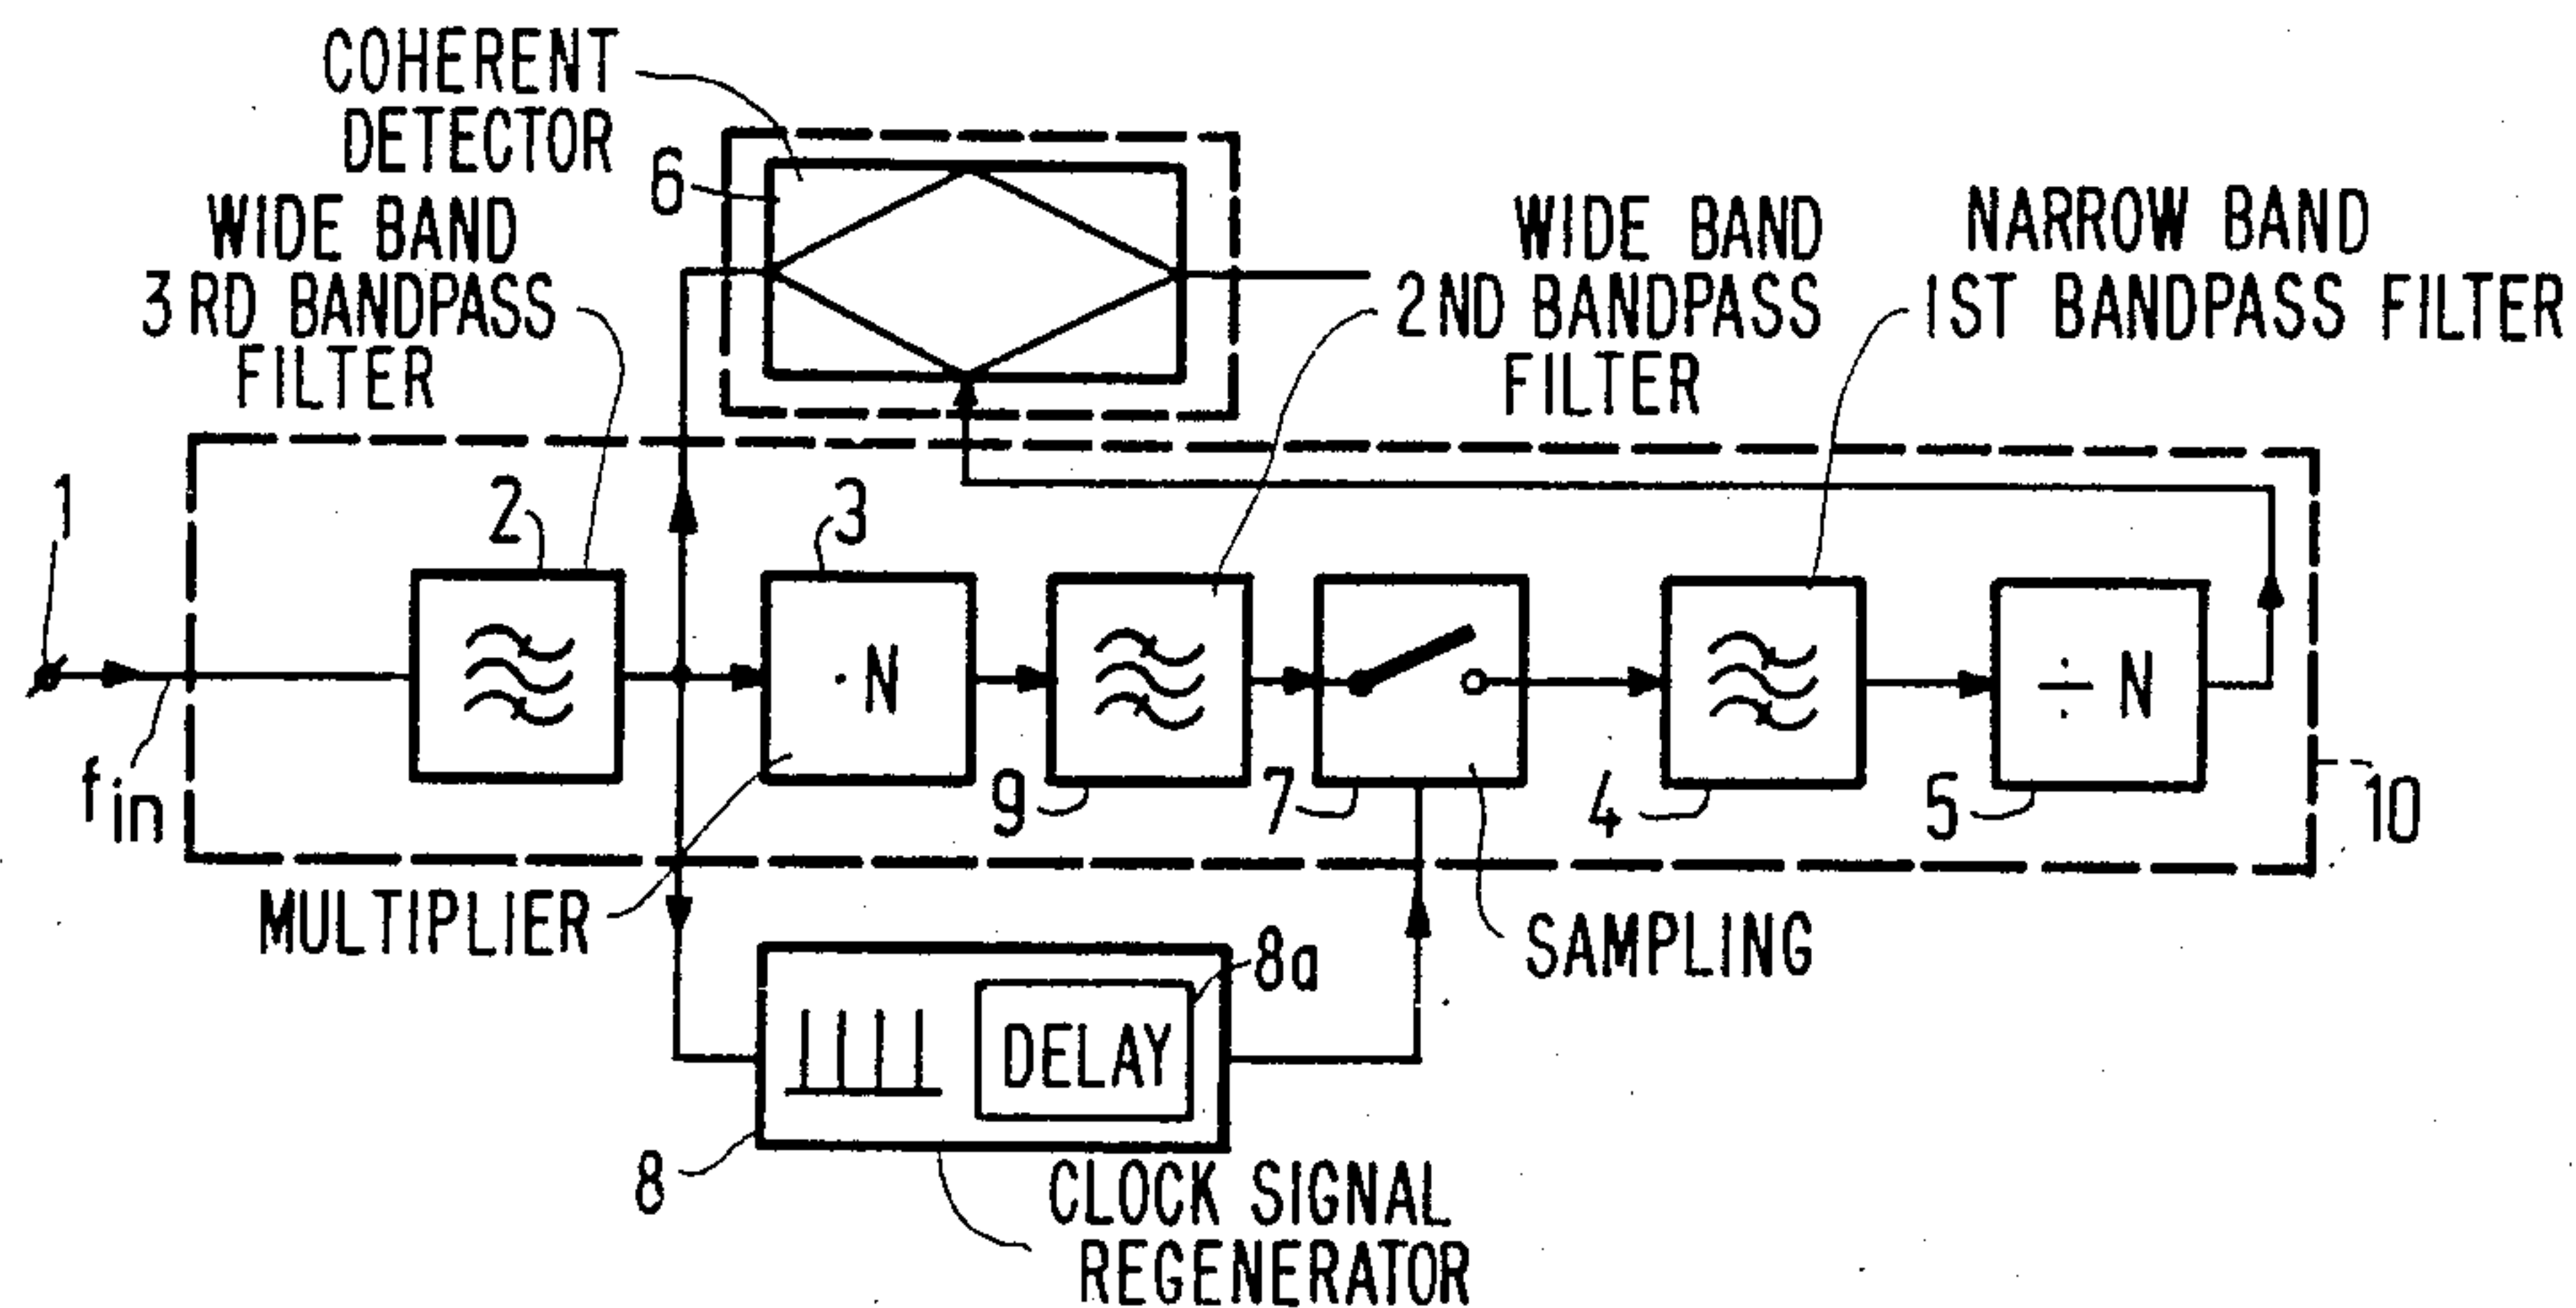 COHERENT
DETECTOR
6
WIDE BAND
3RD BANDPASS
FILTER
WIDE BAND
2ND BANDPASS
FILTER
NARROW BAND
1ST BANDPASS FILTER
1
2
3
fin
· N
÷ N
9
7
4
5
10
MULTIPLIER
SAMPLING
8a
DELAY
8
CLOCK SIGNAL
REGENERATOR